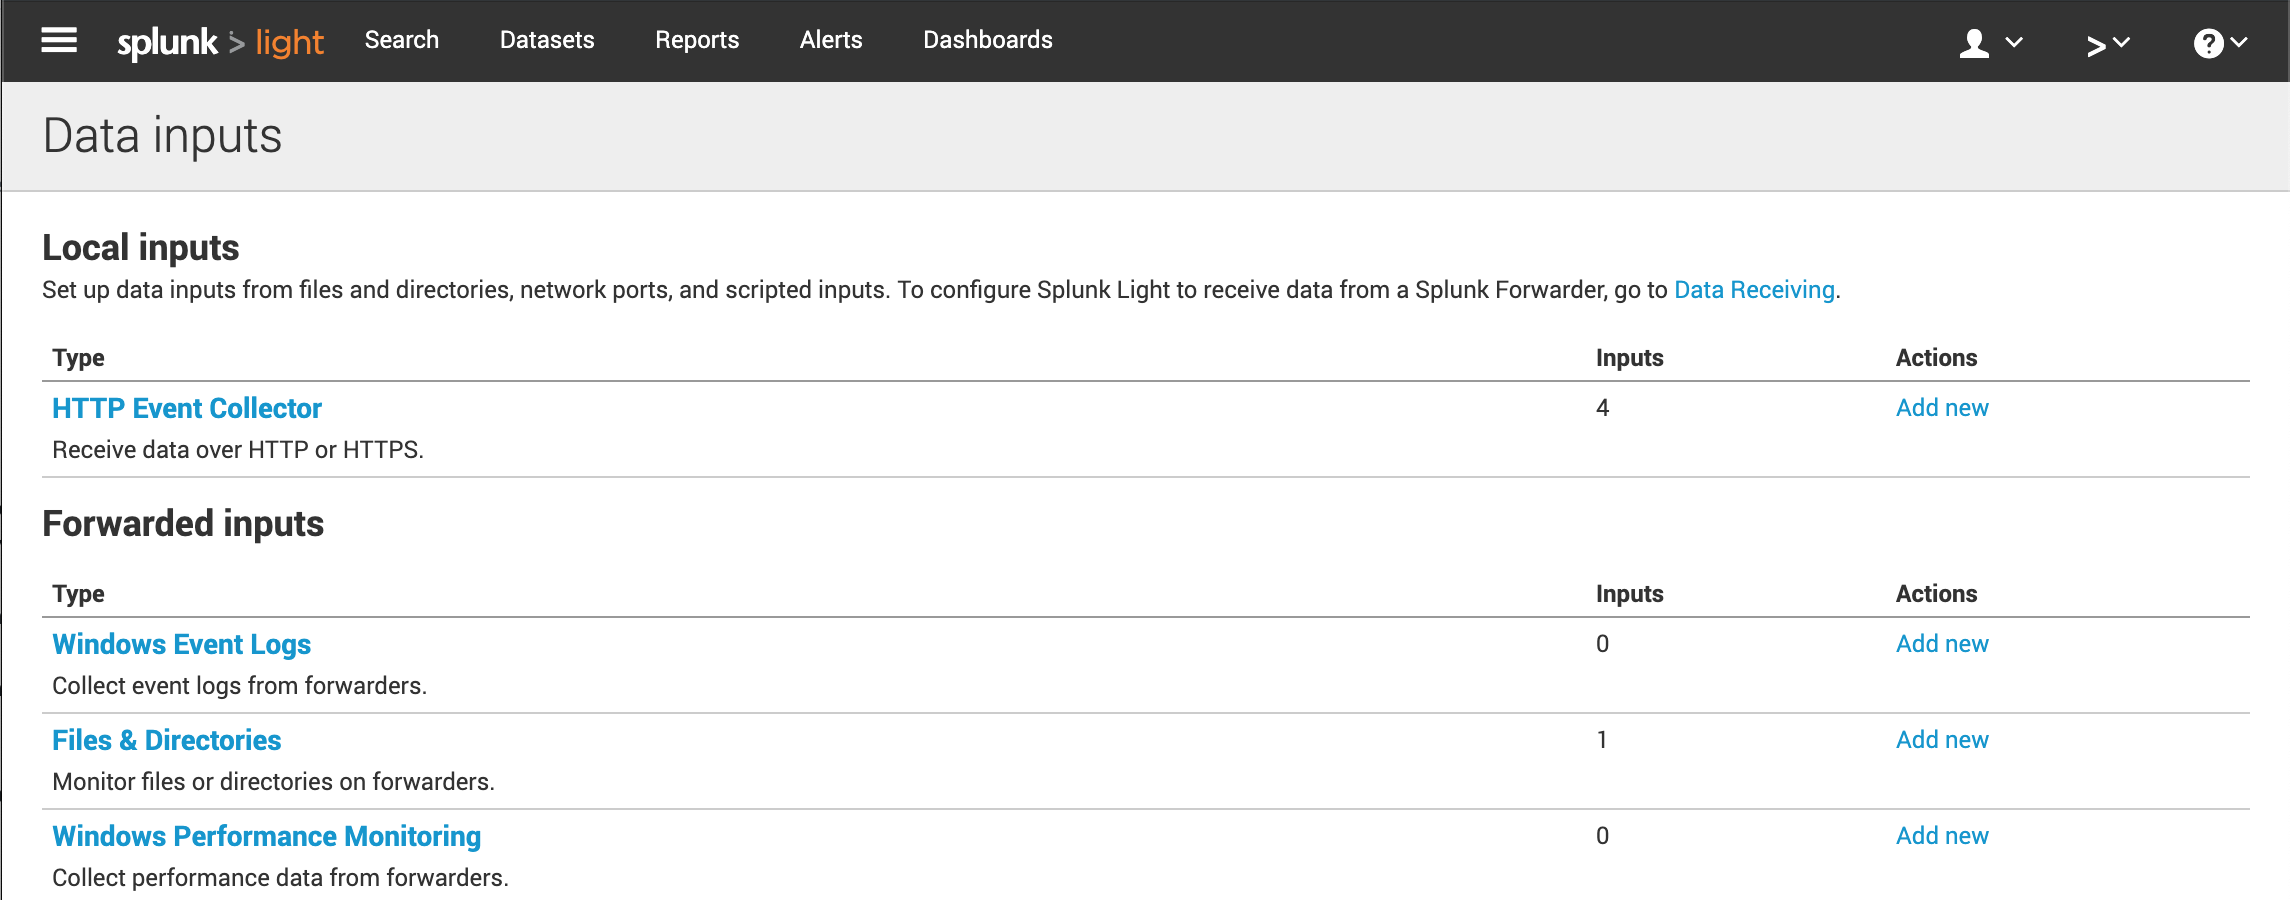 splunk > light Search Datasets Reports Alerts Dashboards > ?
Data inputs
Local inputs
Set up data inputs from files and directories, network ports, and scripted inputs. To configure Splunk Light to receive data from a Splunk Forwarder, go to Data Receiving.
Type Inputs Actions
HTTP Event Collector 4 Add new
Receive data over HTTP or HTTPS.
Forwarded inputs
Type Inputs Actions
Windows Event Logs 0 Add new
Collect event logs from forwarders.
Files & Directories 1 Add new
Monitor files or directories on forwarders.
Windows Performance Monitoring 0 Add new
Collect performance data from forwarders.